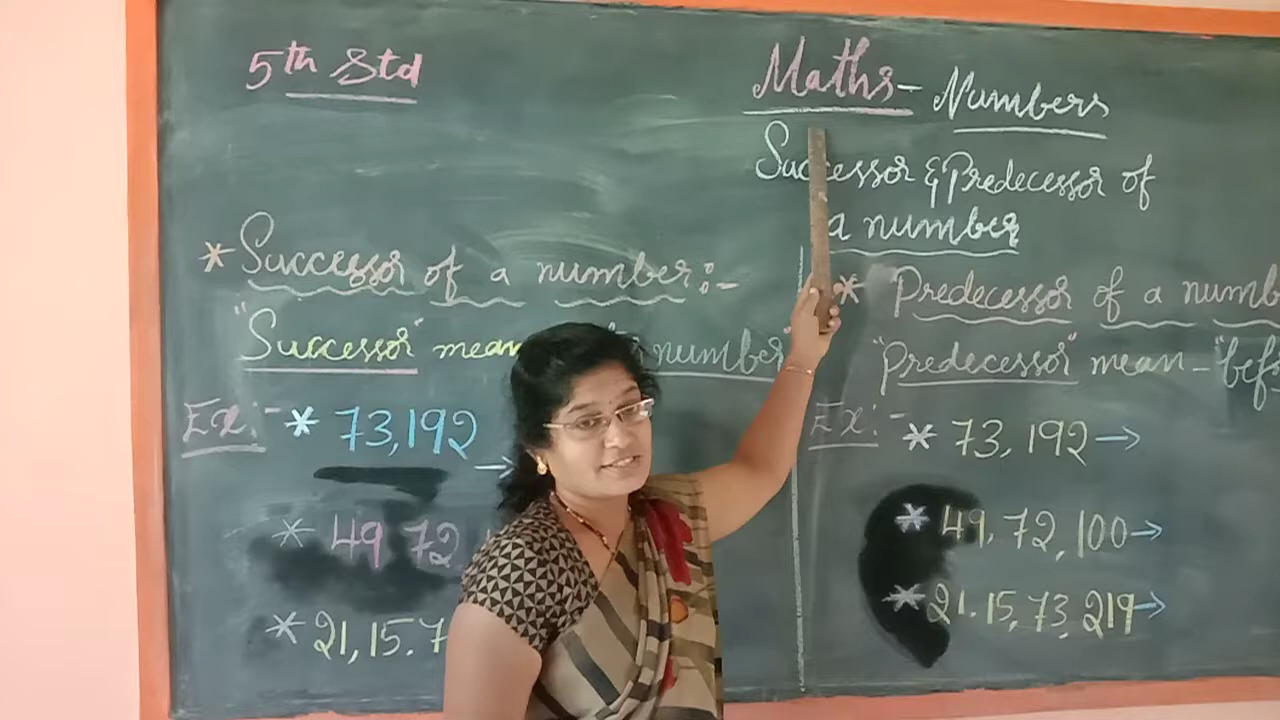 5th Std
Maths - Numbers
Successor & Predecessor of
a number
* Successor of a number:-
"Successor" mean number"
Ex:- * 73,192
* 49,72,
* 21,15.7
* Predecessor of a numb
"Predecessor" mean - "bef
Ex:- * 73,192→
* 49,72,100→
* 21.15,73,219→